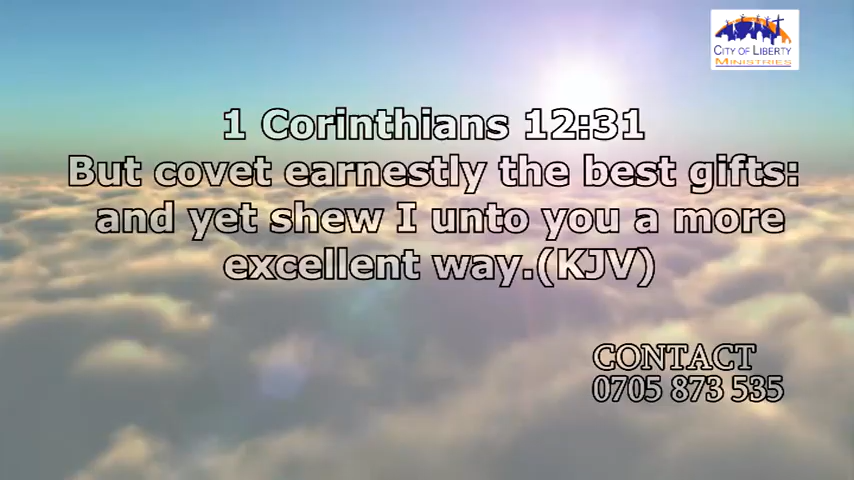 CITY OF LIBERTY
MINISTRIES
1 Corinthians 12:31
But covet earnestly the best gifts:
and yet shew I unto you a more
excellent way.(KJV)
CONTACT
0705 873 535